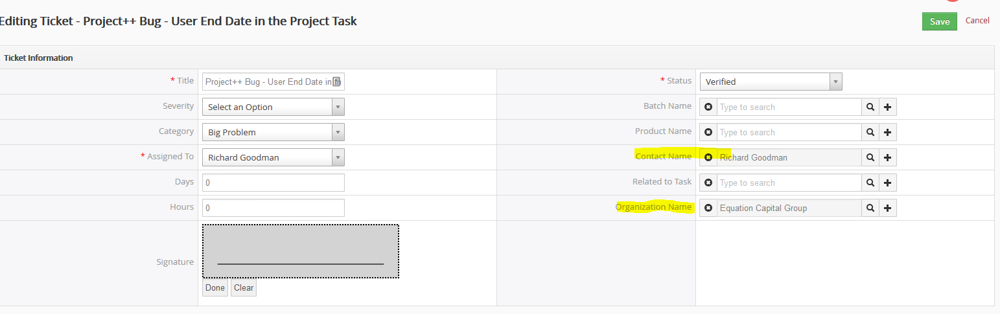 Editing Ticket - Project++ Bug - User End Date in the Project Task
Save Cancel
Ticket Information
* Title Project++ Bug - User End Date in * Status Verified
Severity Select an Option Batch Name Type to search
Category Big Problem Product Name Type to search
* Assigned To Richard Goodman Contact Name Richard Goodman
Days 0 Related to Task Type to search
Hours 0 Organization Name Equation Capital Group
Signature
Done Clear